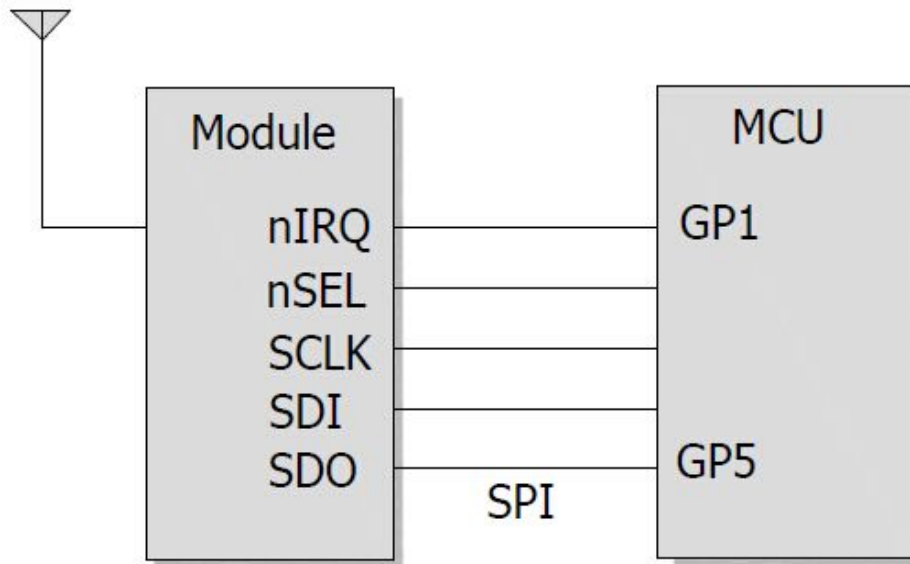 Module
MCU
nIRQ
GP1
nSEL
SCLK
SDI
SDO
GP5
SPI